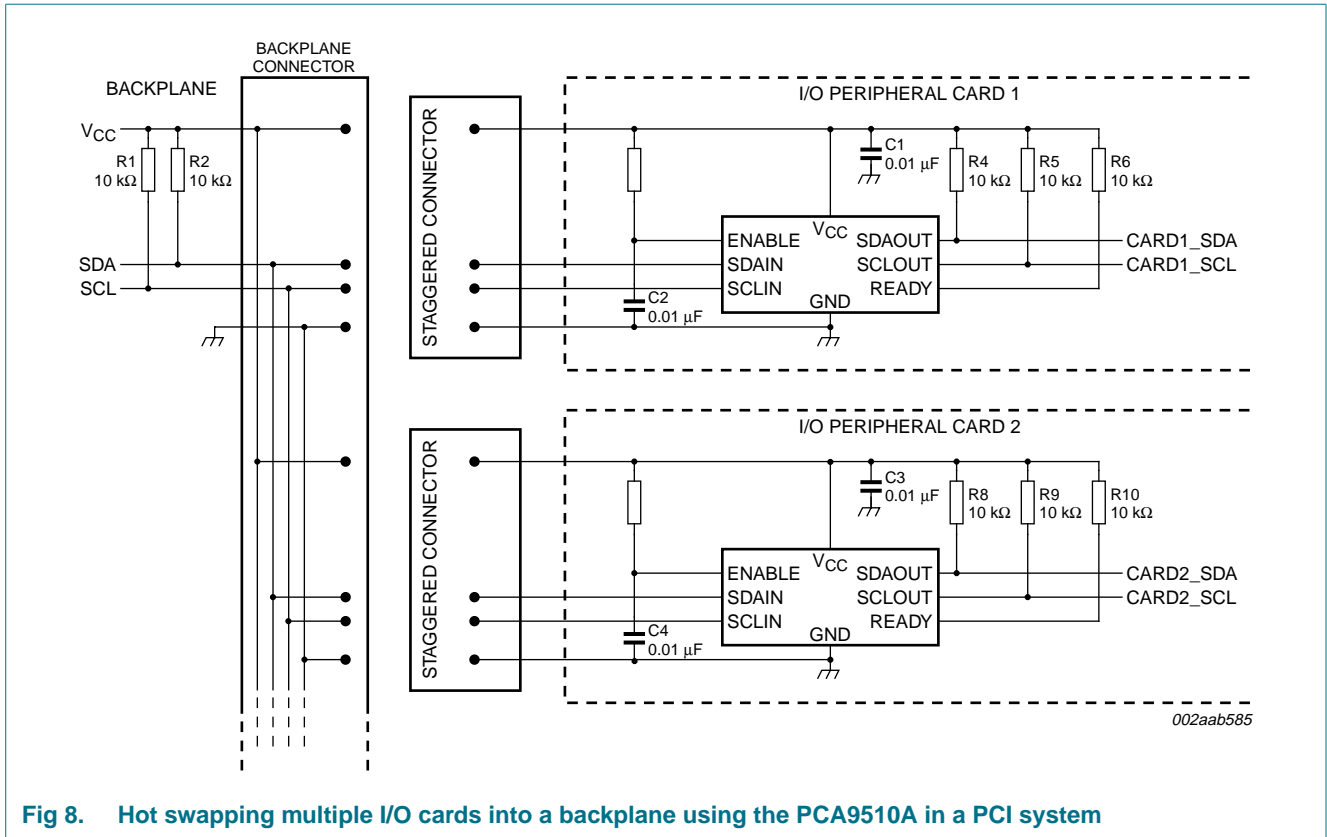 BACKPLANE
CONNECTOR
BACKPLANE
VCC
R1
10 kΩ
R2
10 kΩ
SDA
SCL
STAGGERED CONNECTOR
I/O PERIPHERAL CARD 1
C1
0.01 μF
R4
10 kΩ
R5
10 kΩ
R6
10 kΩ
VCC
ENABLE
SDAIN
SCLIN
GND
SDAOUT
SCLOUT
READY
CARD1_SDA
CARD1_SCL
C2
0.01 μF
STAGGERED CONNECTOR
I/O PERIPHERAL CARD 2
C3
0.01 μF
R8
10 kΩ
R9
10 kΩ
R10
10 kΩ
VCC
ENABLE
SDAIN
SCLIN
GND
SDAOUT
SCLOUT
READY
CARD2_SDA
CARD2_SCL
C4
0.01 μF
002aab585
Fig 8. Hot swapping multiple I/O cards into a backplane using the PCA9510A in a PCI system